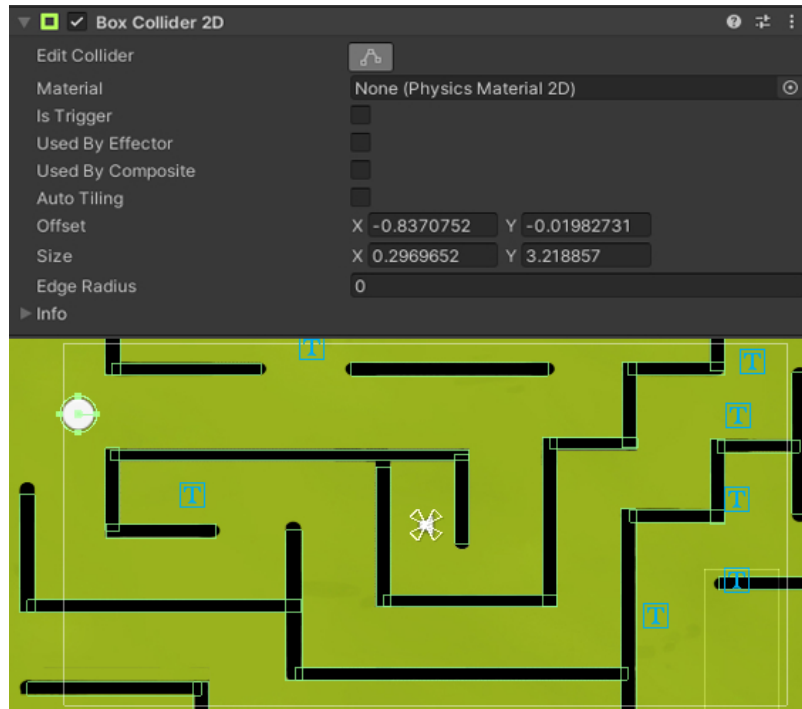 Box Collider 2D
Edit Collider
Material None (Physics Material 2D)
Is Trigger
Used By Effector
Used By Composite
Auto Tiling
Offset X -0.8370752 Y -0.01982731
Size X 0.2969652 Y 3.218857
Edge Radius 0
Info
T
T
T
T
T
T
T